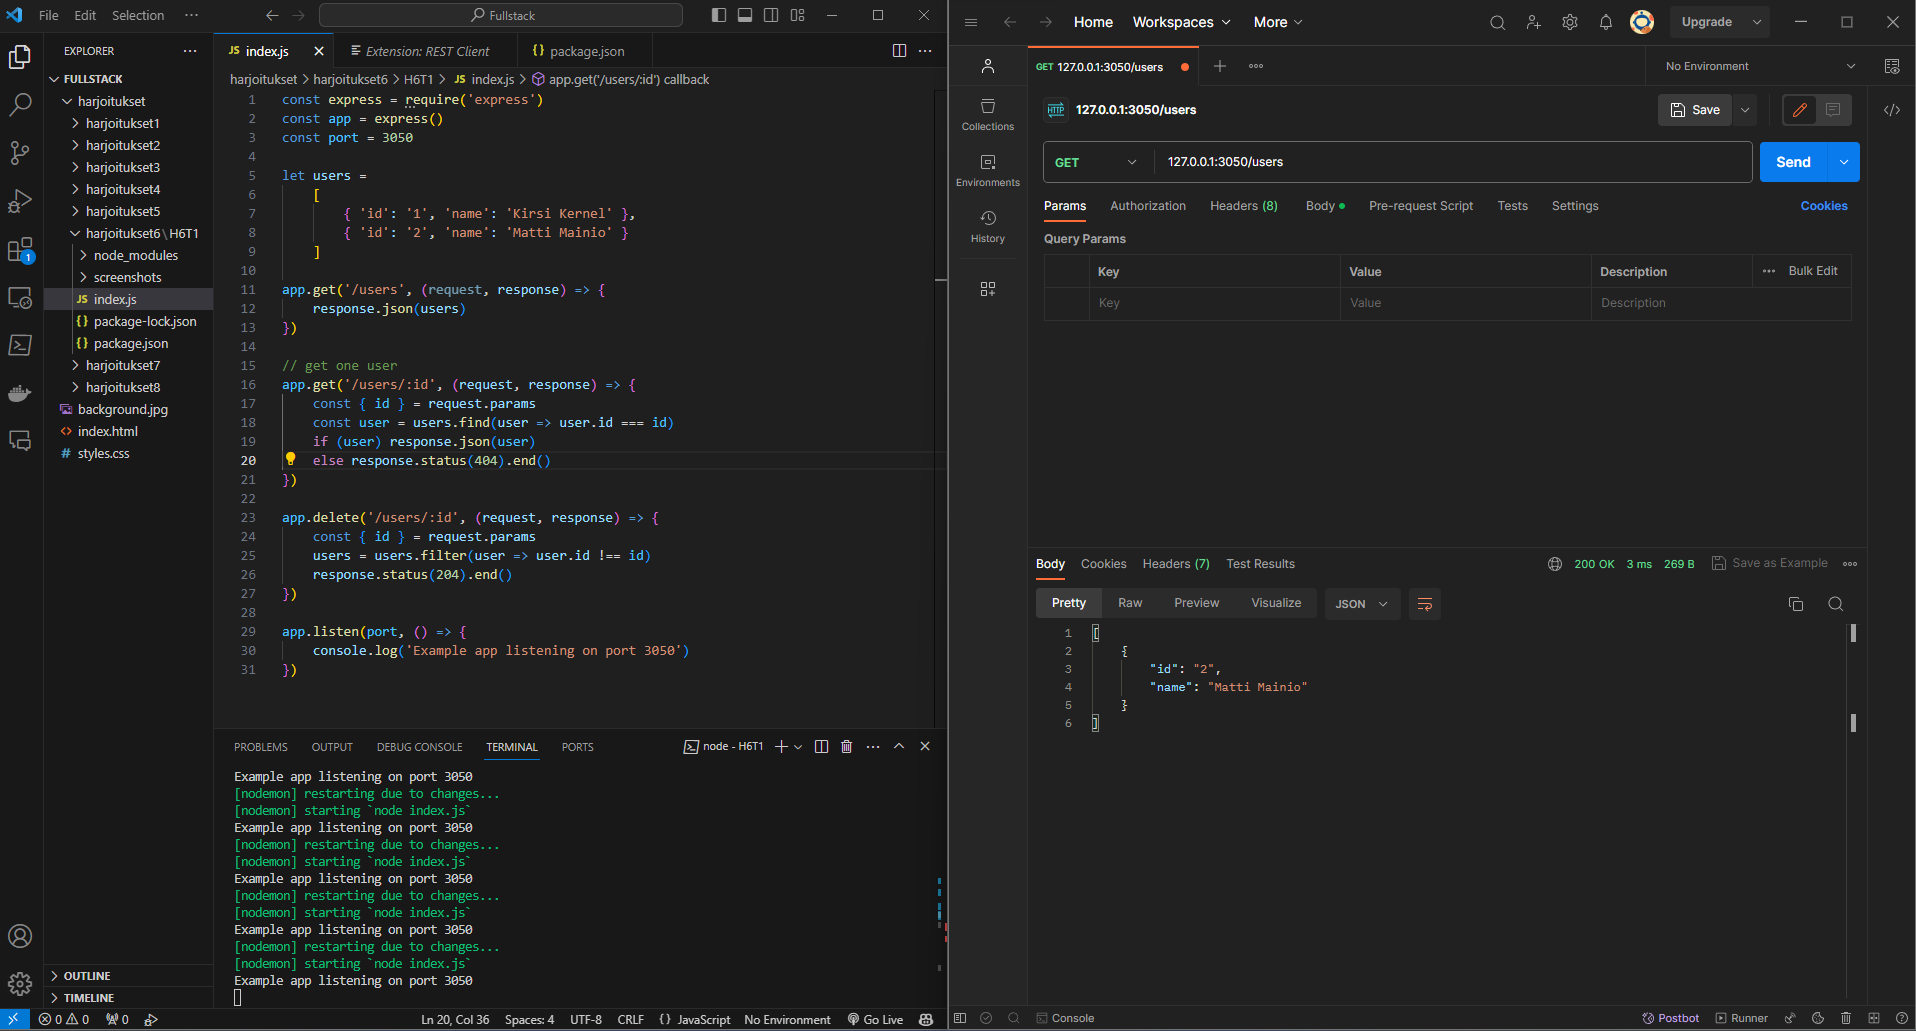 File Edit Selection ··· Fullstack
EXPLORER ···
FULLSTACK
harjoitukset
harjoitukset1
harjoitukset2
harjoitukset3
harjoitukset4
harjoitukset5
harjoitukset6 \ H6T1
node_modules
screenshots
JS index.js
{} package-lock.json
{} package.json
harjoitukset7
harjoitukset8
background.jpg
<> index.html
# styles.css
OUTLINE
TIMELINE
1
JS index.js Extension: REST Client {} package.json ···
harjoitukset > harjoitukset6 > H6T1 > JS index.js > app.get('/users/:id') callback
1 const express = require('express')
2 const app = express()
3 const port = 3050
4
5 let users =
6 [
7 { 'id': '1', 'name': 'Kirsi Kernel' },
8 { 'id': '2', 'name': 'Matti Mainio' }
9 ]
10
11 app.get('/users', (request, response) => {
12 response.json(users)
13 })
14
15 // get one user
16 app.get('/users/:id', (request, response) => {
17 const { id } = request.params
18 const user = users.find(user => user.id === id)
19 if (user) response.json(user)
20 else response.status(404).end()
21 })
22
23 app.delete('/users/:id', (request, response) => {
24 const { id } = request.params
25 users = users.filter(user => user.id !== id)
26 response.status(204).end()
27 })
28
29 app.listen(port, () => {
30 console.log('Example app listening on port 3050')
31 })
PROBLEMS OUTPUT DEBUG CONSOLE TERMINAL PORTS node - H6T1 ···
Example app listening on port 3050
[nodemon] restarting due to changes...
[nodemon] starting `node index.js`
Example app listening on port 3050
[nodemon] restarting due to changes...
[nodemon] starting `node index.js`
Example app listening on port 3050
[nodemon] restarting due to changes...
[nodemon] starting `node index.js`
Example app listening on port 3050
[nodemon] restarting due to changes...
[nodemon] starting `node index.js`
Example app listening on port 3050
0 0 0 Ln 20, Col 36 Spaces: 4 UTF-8 CRLF {} JavaScript No Environment Go Live
Home Workspaces More Upgrade
GET 127.0.0.1:3050/users No Environment
Collections
Environments
History
HTTP 127.0.0.1:3050/users Save </>
GET 127.0.0.1:3050/users Send
Params Authorization Headers (8) Body Pre-request Script Tests Settings Cookies
Query Params
Key Value Description ··· Bulk Edit
Key Value Description
Body Cookies Headers (7) Test Results 200 OK 3 ms 269 B Save as Example
Pretty Raw Preview Visualize JSON
1 [
2 {
3 "id": "2",
4 "name": "Matti Mainio"
5 }
6 ]
Console Postbot Runner